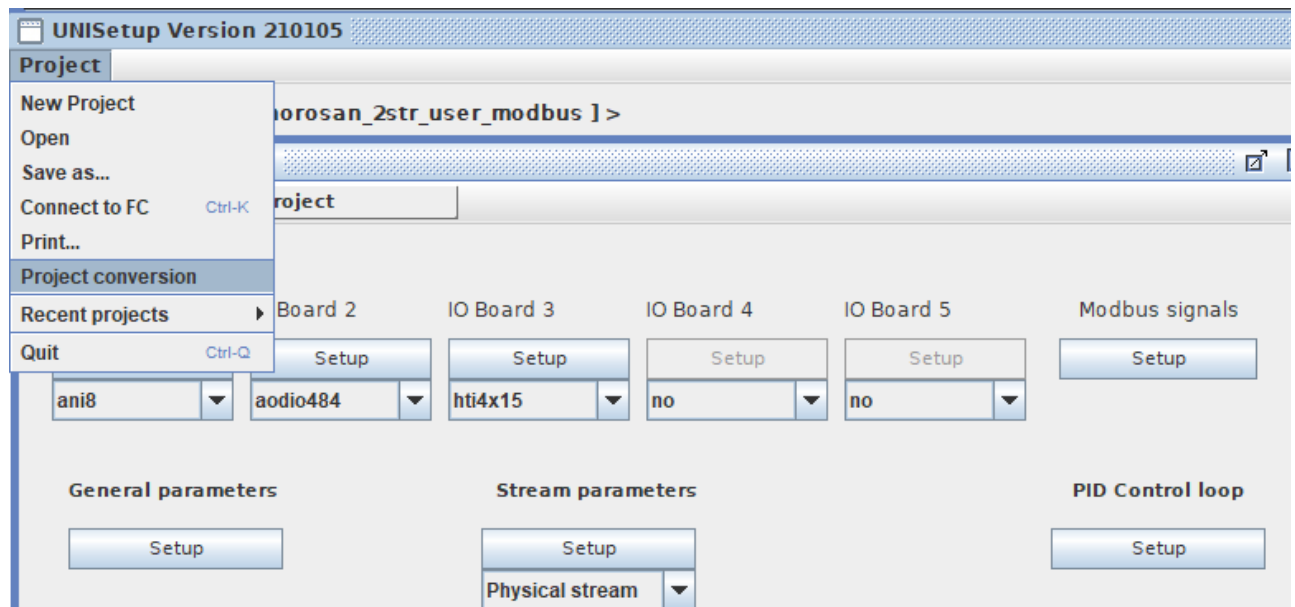 UNISetup Version 210105
Project
New Project
orosan_2str_user_modbus ] >
Open
Save as...
Connect to FC Ctrl-K
roject
Print...
Project conversion
Recent projects
Board 2 IO Board 3 IO Board 4 IO Board 5 Modbus signals
Quit Ctrl-Q
Setup Setup Setup Setup Setup
ani8 aodio484 hti4x15 no no
General parameters Stream parameters PID Control loop
Setup Setup Setup
Physical stream